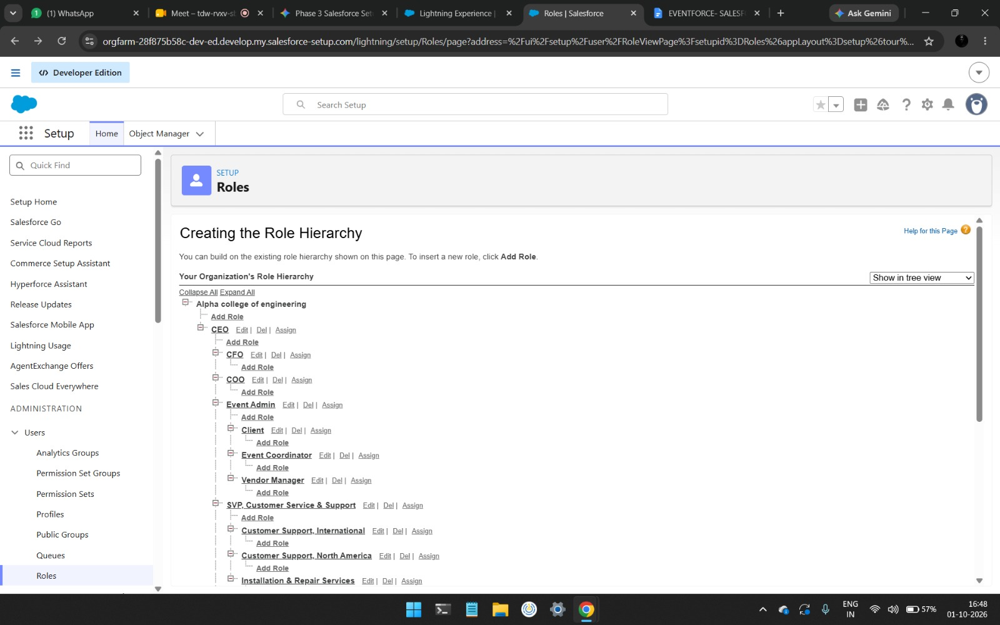 (1) WhatsApp
Meet – tdw-rvxv-s
Phase 3 Salesforce Set
Lightning Experience |
Roles | Salesforce
EVENTFORCE- SALESF
Ask Gemini
orgfarm-28f875b58c-dev-ed.develop.my.salesforce-setup.com/lightning/setup/Roles/page?address=%2Fui%2Fsetup%2Fuser%2FRoleViewPage%3Fsetupid%3DRoles%26appLayout%3Dsetup%26tour%...
Developer Edition
Search Setup
Setup
Home
Object Manager
Quick Find
Setup Home
Salesforce Go
Service Cloud Reports
Commerce Setup Assistant
Hyperforce Assistant
Release Updates
Salesforce Mobile App
Lightning Usage
AgentExchange Offers
Sales Cloud Everywhere
ADMINISTRATION
Users
Analytics Groups
Permission Set Groups
Permission Sets
Profiles
Public Groups
Queues
Roles
SETUP
Roles
Creating the Role Hierarchy
Help for this Page
You can build on the existing role hierarchy shown on this page. To insert a new role, click Add Role.
Your Organization's Role Hierarchy
Show in tree view
Collapse All Expand All
Alpha college of engineering
Add Role
CEO Edit | Del | Assign
Add Role
CFO Edit | Del | Assign
Add Role
COO Edit | Del | Assign
Add Role
Event Admin Edit | Del | Assign
Add Role
Client Edit | Del | Assign
Add Role
Event Coordinator Edit | Del | Assign
Add Role
Vendor Manager Edit | Del | Assign
Add Role
SVP, Customer Service & Support Edit | Del | Assign
Add Role
Customer Support, International Edit | Del | Assign
Add Role
Customer Support, North America Edit | Del | Assign
Add Role
Installation & Repair Services Edit | Del | Assign
ENG
IN
57%
16:48
01-10-2026